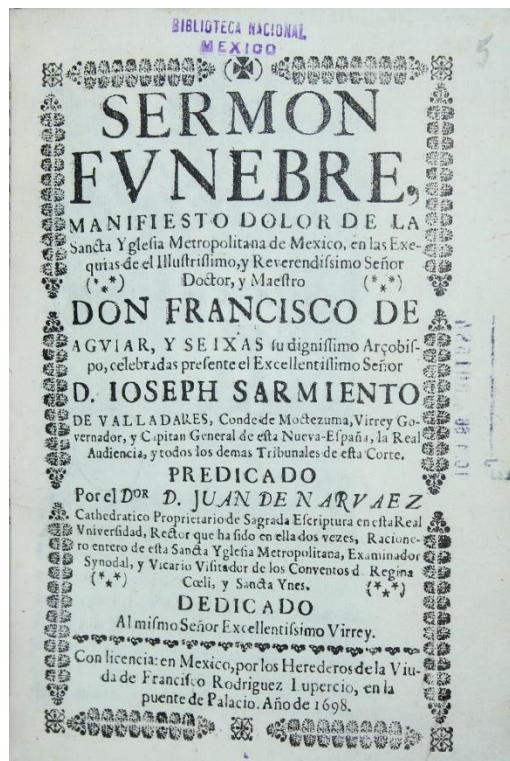 BIBLIOTECA NACIONAL
MEXICO
5
SERMON
FVNEBRE,
MANIFIESTO DOLOR DE LA
Sancta Yglesia Metropolitana de Mexico, en las Exe-
quias de el Illustrissimo, y Reverendissimo Señor
(*⁎*) Doctor, y Maestro (*⁎*)
DON FRANCISCO DE
AGVIAR, Y SEIXAS su dignissimo Arçobis-
po, celebradas presente el Excellentissimo Señor
D. IOSEPH SARMIENTO
DE VALLADARES, Conde de Moctezuma, Virrey Go-
vernador, y Capitan General de esta Nueva-España, la Real
Audiencia, y todos los demas Tribunales de esta Corte.
PREDICADO
Por el DOR D. JUAN DE NARVAEZ
Cathedratico Proprietario de Sagrada Escriptura en esta Real
Vniversidad, Rector que ha sido en ella dos vezes, Racione-
ro entero de esta Sancta Yglesia Metropolitana, Examinador
Synodal, y Vicario Visitador de los Conventos d Regina
(*⁎*) Cœli, y Sancta Ynes. (*⁎*)
DEDICADO
Al mismo Señor Excellentissimo Virrey.
Con licencia: en Mexico, por los Herederos de la Viu-
da de Francisco Rodriguez Lupercio, en la
puente de Palacio. Año de 1698.